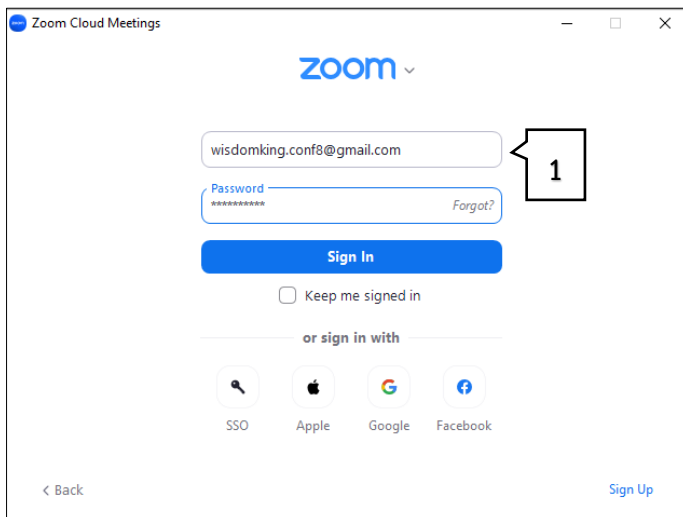 Zoom Cloud Meetings
zoom
wisdomking.conf8@gmail.com
1
Password
********** Forgot?
Sign In
Keep me signed in
or sign in with
SSO Apple Google Facebook
< Back Sign Up